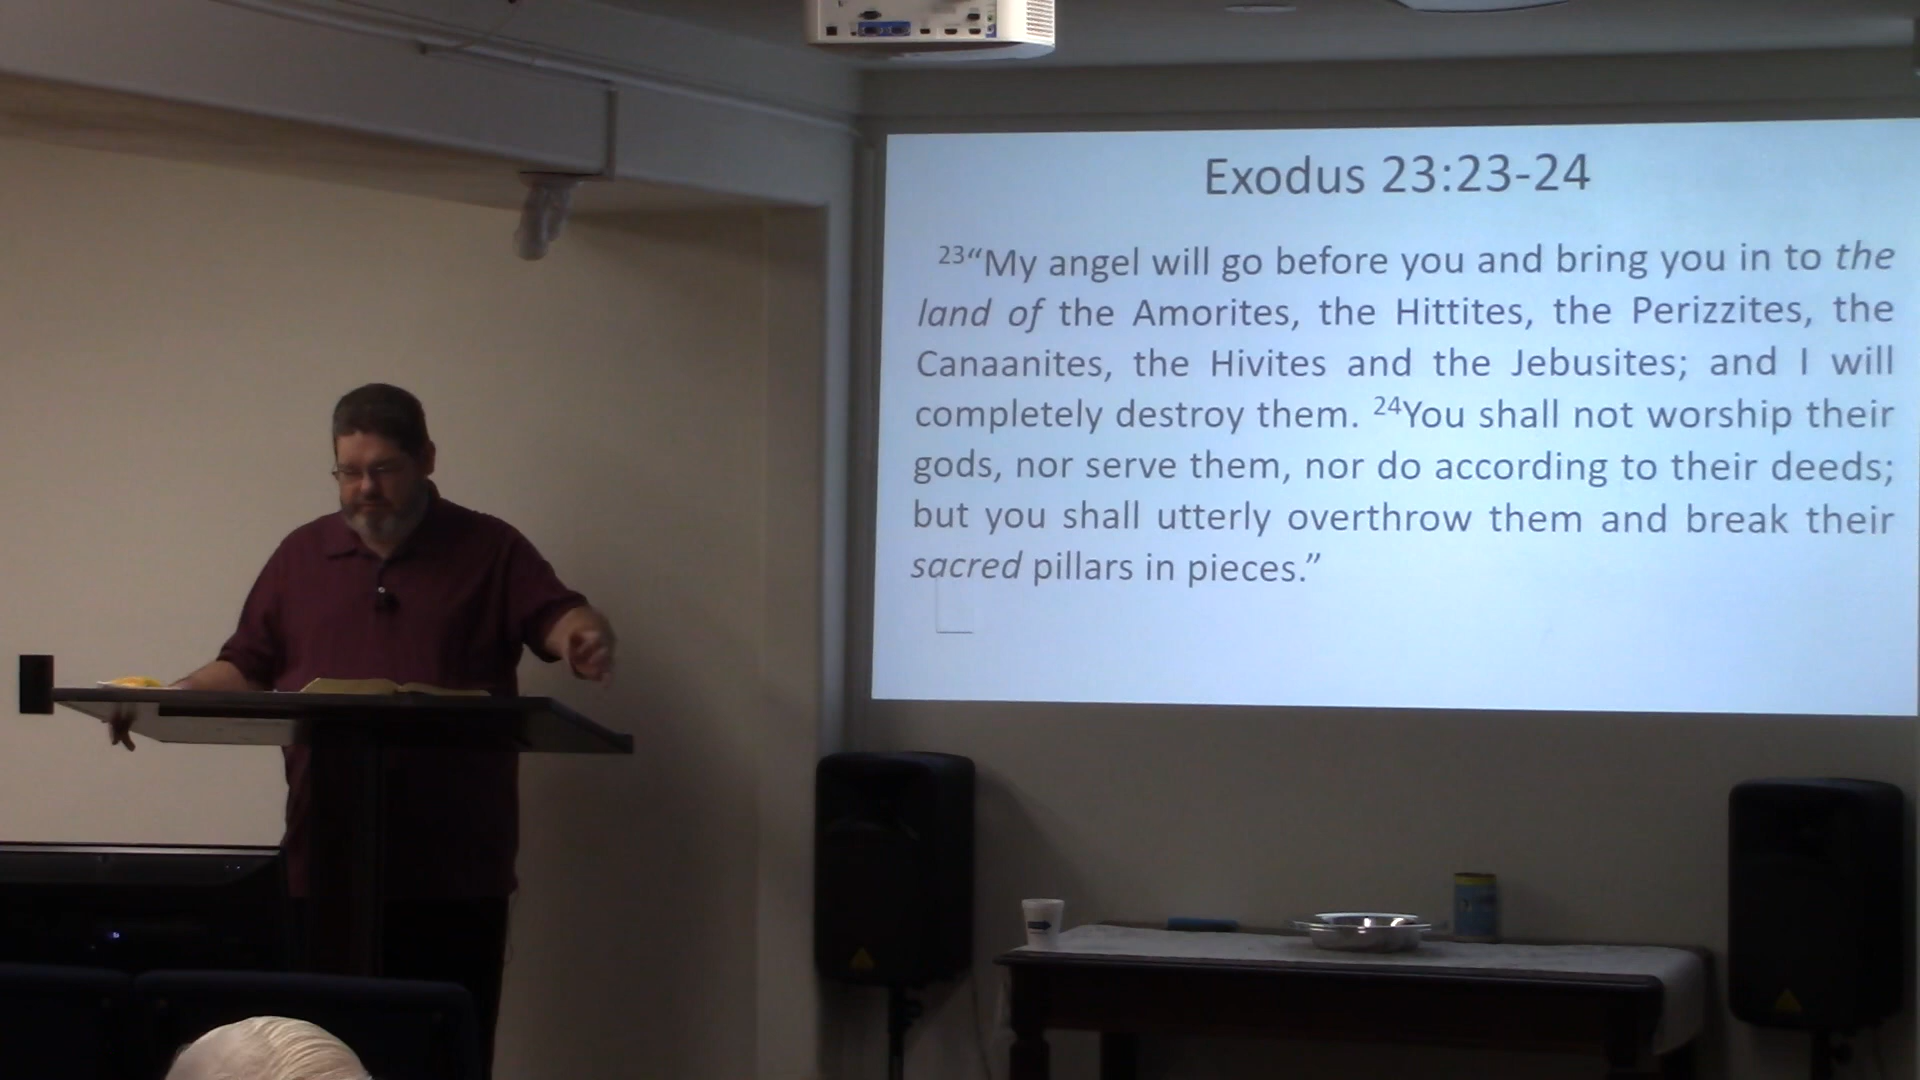 Exodus 23:23-24
23“My angel will go before you and bring you in to the
land of the Amorites, the Hittites, the Perizzites, the
Canaanites, the Hivites and the Jebusites; and I will
completely destroy them. 24You shall not worship their
gods, nor serve them, nor do according to their deeds;
but you shall utterly overthrow them and break their
sacred pillars in pieces.”